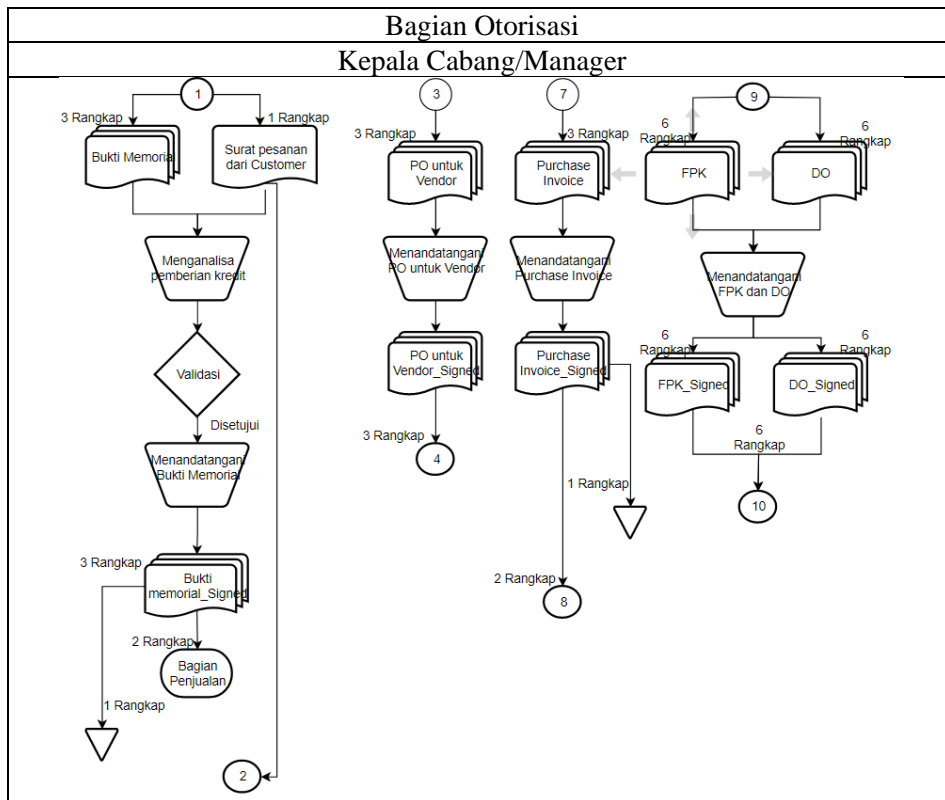 Bagian Otorisasi
Kepala Cabang/Manager
1
3 Rangkap
1 Rangkap
Bukti Memorial
Surat pesanan
dari Customer
Menganalisa
pemberian kredit
Validasi
Disetujui
Menandatangani
Bukti Memorial
3 Rangkap
Bukti
memorial_Signed
2 Rangkap
Bagian
Penjualan
1 Rangkap
2
3
3 Rangkap
PO untuk
Vendor
Menandatangani
PO untuk Vendor
PO untuk
Vendor_Signed
3 Rangkap
4
7
3 Rangkap
Purchase
Invoice
Menandatangani
Purchase Invoice
Purchase
Invoice_Signed
1 Rangkap
2 Rangkap
8
9
6
Rangkap
6
Rangkap
FPK
DO
Menandatangani
FPK dan DO
6
Rangkap
6
Rangkap
FPK_Signed
DO_Signed
6
Rangkap
10